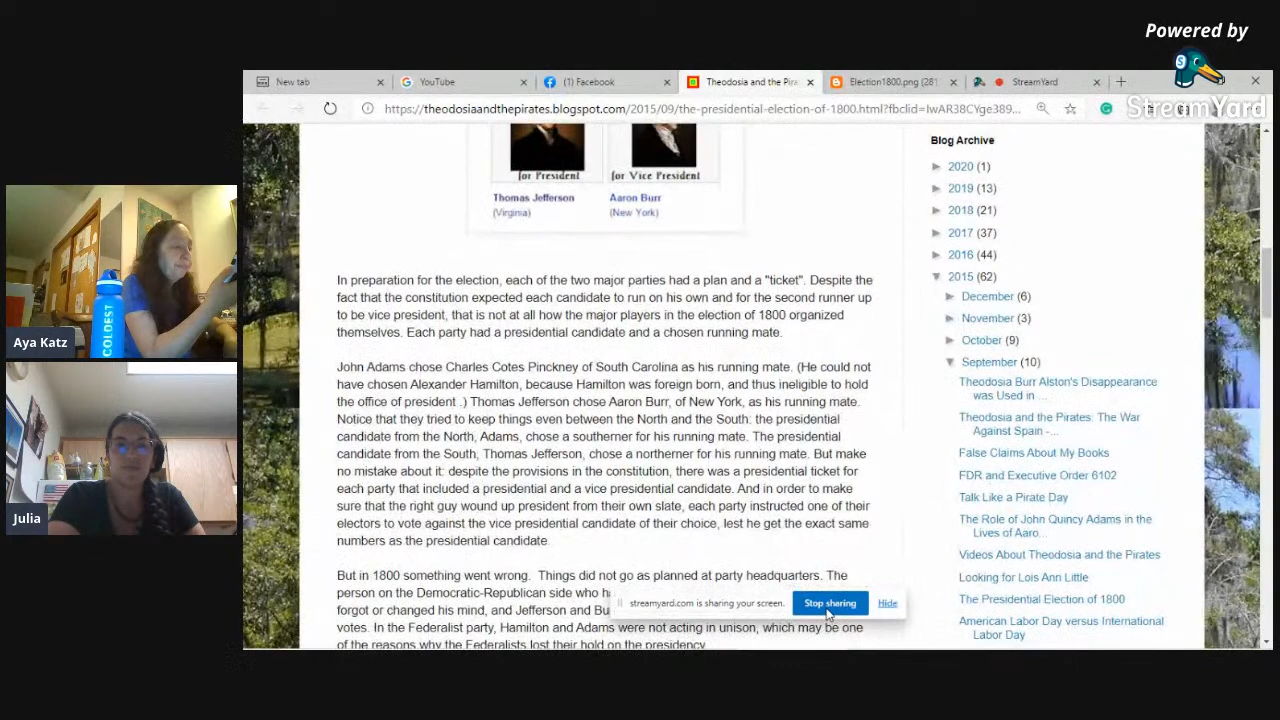 Powered by
StreamYard
New tab
YouTube
(1) Facebook
Theodosia and the Pira
Election1800.png (281
StreamYard
https://theodosiaandthepirates.blogspot.com/2015/09/the-presidential-election-of-1800.html?fbclid=IwAR38CYge389...
for President
for Vice President
Thomas Jefferson
Aaron Burr
(Virginia)
(New York)
In preparation for the election, each of the two major parties had a plan and a "ticket". Despite the
fact that the constitution expected each candidate to run on his own and for the second runner up
to be vice president, that is not at all how the major players in the election of 1800 organized
themselves. Each party had a presidential candidate and a chosen running mate.
John Adams chose Charles Cotes Pinckney of South Carolina as his running mate. (He could not
have chosen Alexander Hamilton, because Hamilton was foreign born, and thus ineligible to hold
the office of president .) Thomas Jefferson chose Aaron Burr, of New York, as his running mate.
Notice that they tried to keep things even between the North and the South: the presidential
candidate from the North, Adams, chose a southerner for his running mate. The presidential
candidate from the South, Thomas Jefferson, chose a northerner for his running mate. But make
no mistake about it: despite the provisions in the constitution, there was a presidential ticket for
each party that included a presidential and a vice presidential candidate. And in order to make
sure that the right guy wound up president from their own slate, each party instructed one of their
electors to vote against the vice presidential candidate of their choice, lest he get the exact same
numbers as the presidential candidate.
But in 1800 something went wrong. Things did not go as planned at party headquarters. The
person on the Democratic-Republican side who h
forgot or changed his mind, and Jefferson and Bu
votes. In the Federalist party, Hamilton and Adams were not acting in unison, which may be one
of the reasons why the Federalists lost their hold on the presidency.
streamyard.com is sharing your screen.
Stop sharing
Hide
Blog Archive
2020 (1)
2019 (13)
2018 (21)
2017 (37)
2016 (44)
2015 (62)
December (6)
November (3)
October (9)
September (10)
Theodosia Burr Alston's Disappearance
was Used in ...
Theodosia and the Pirates: The War
Against Spain -...
False Claims About My Books
FDR and Executive Order 6102
Talk Like a Pirate Day
The Role of John Quincy Adams in the
Lives of Aaro...
Videos About Theodosia and the Pirates
Looking for Lois Ann Little
The Presidential Election of 1800
American Labor Day versus International
Labor Day
COLDEST
Aya Katz
Julia